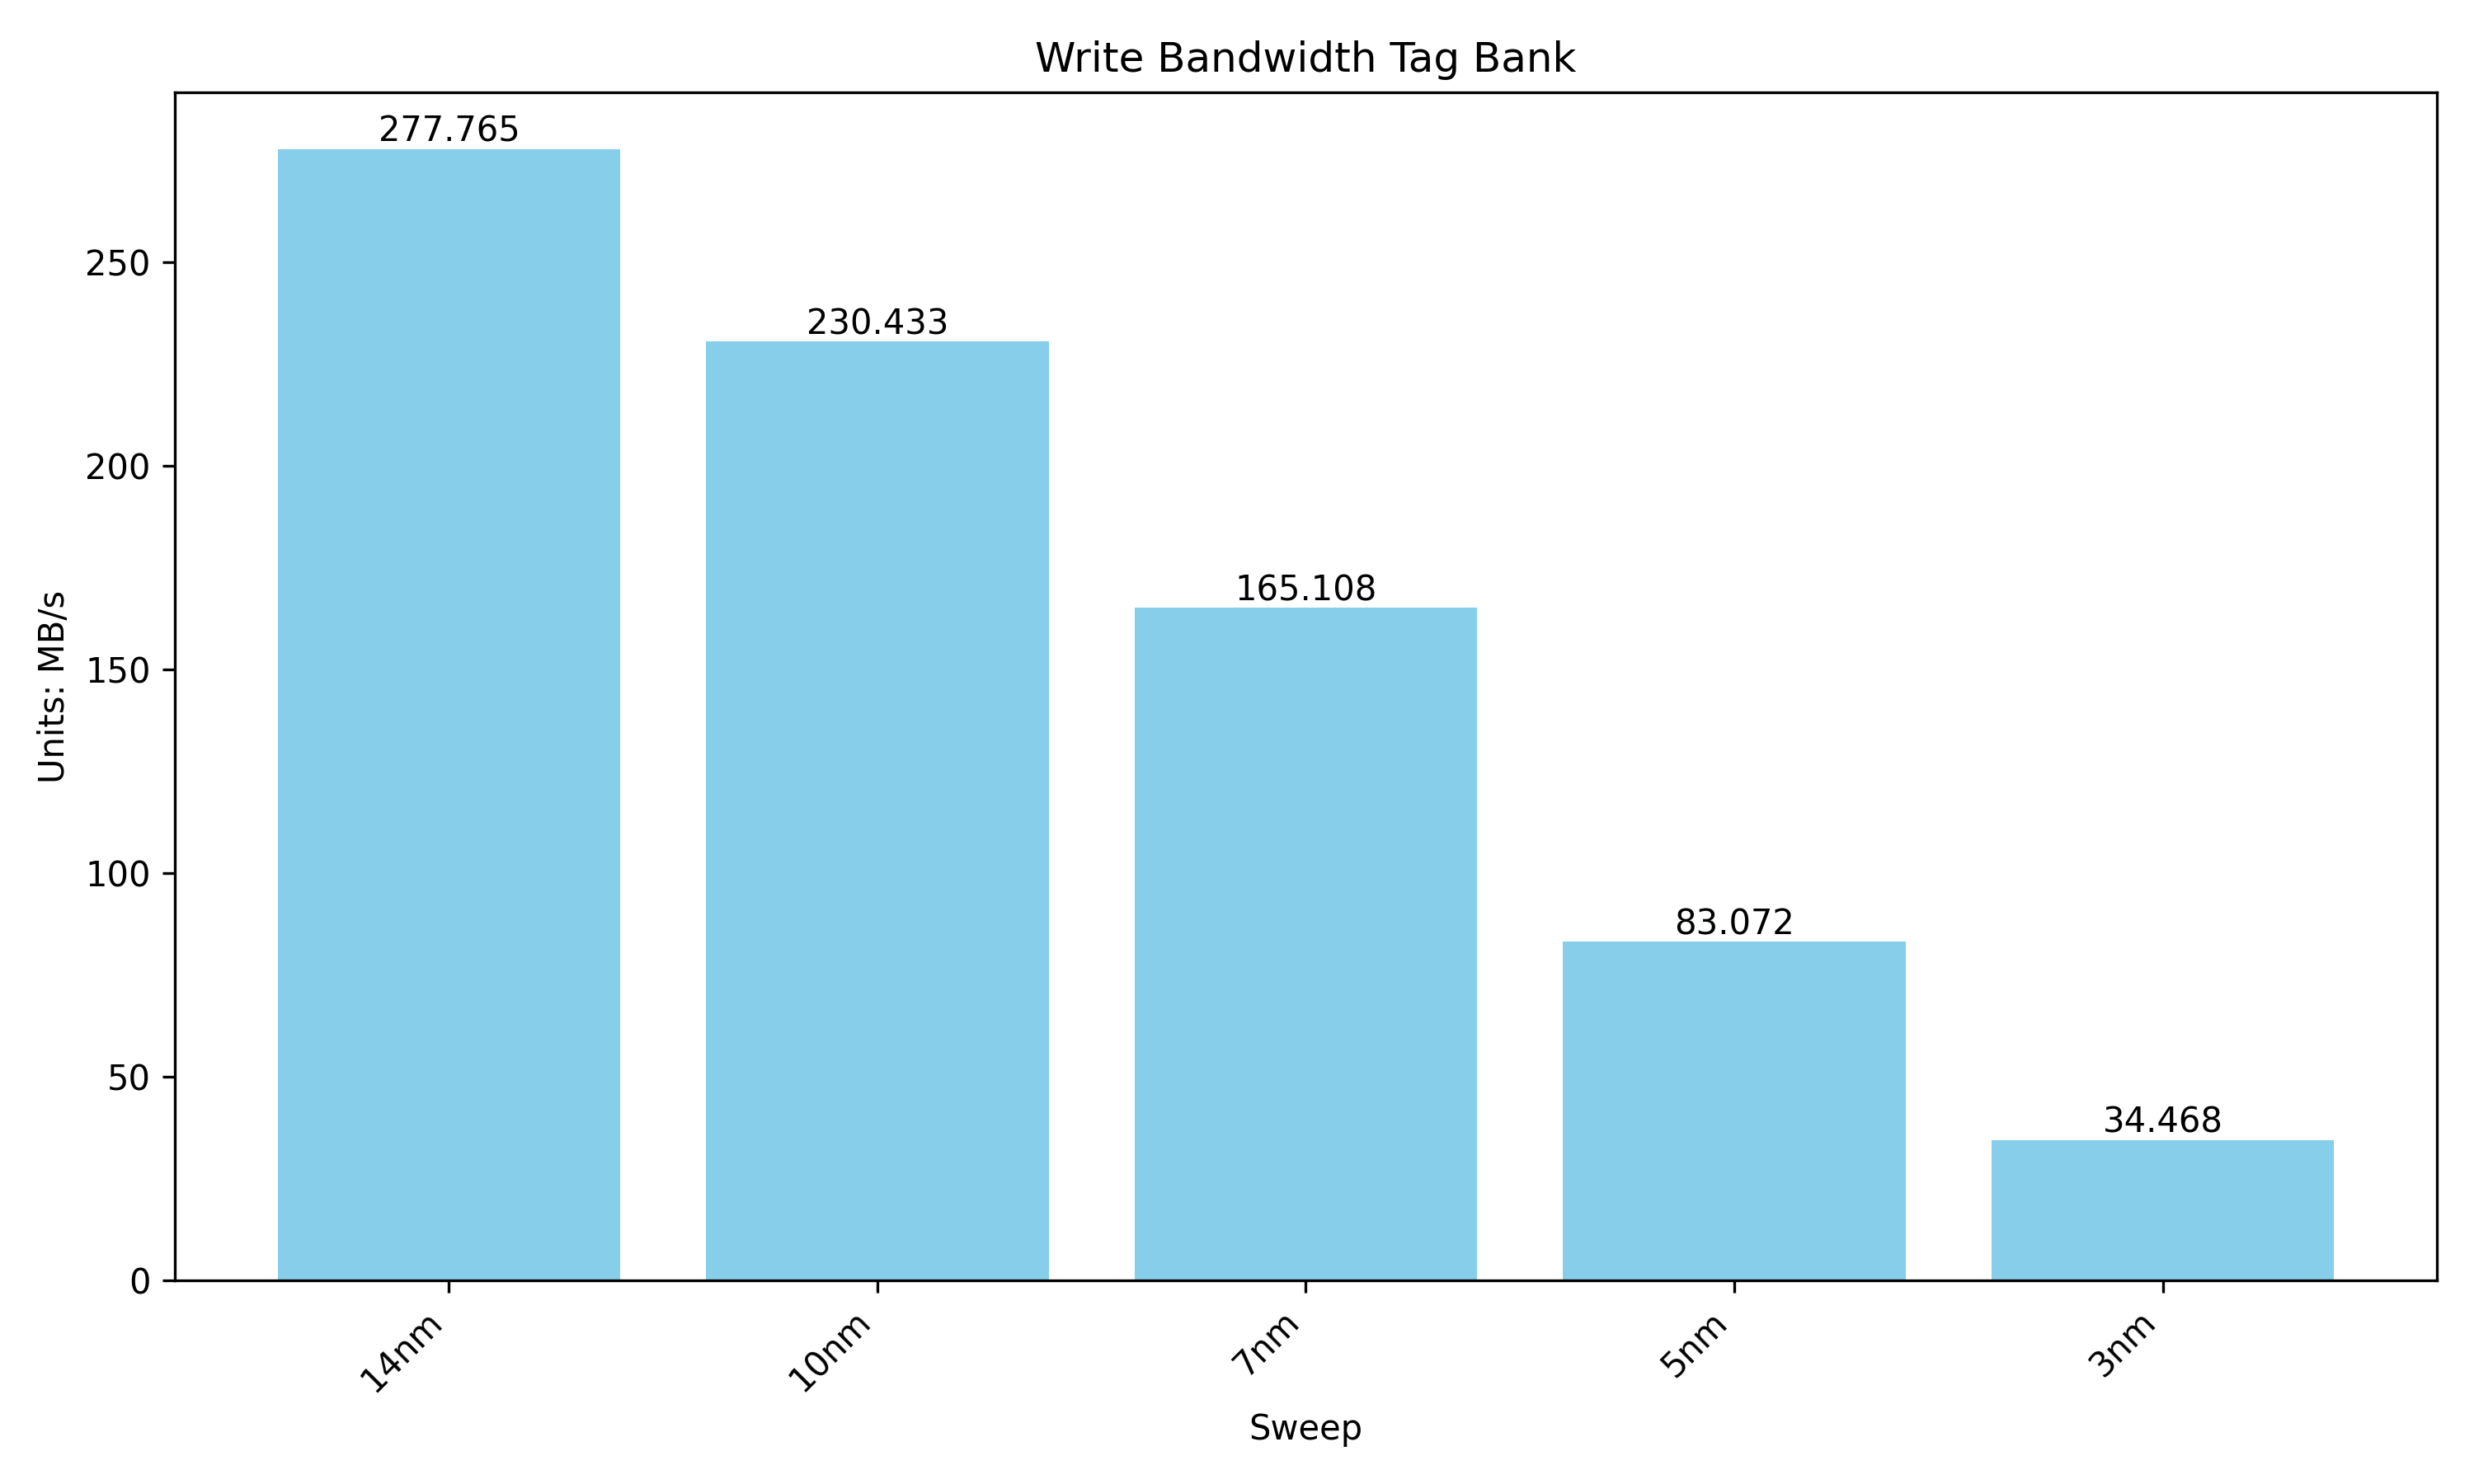 Write Bandwidth Tag Bank
277.765
230.433
165.108
83.072
34.468
250
200
150
100
50
0
Units: MB/s
14nm
10nm
7nm
5nm
3nm
Sweep